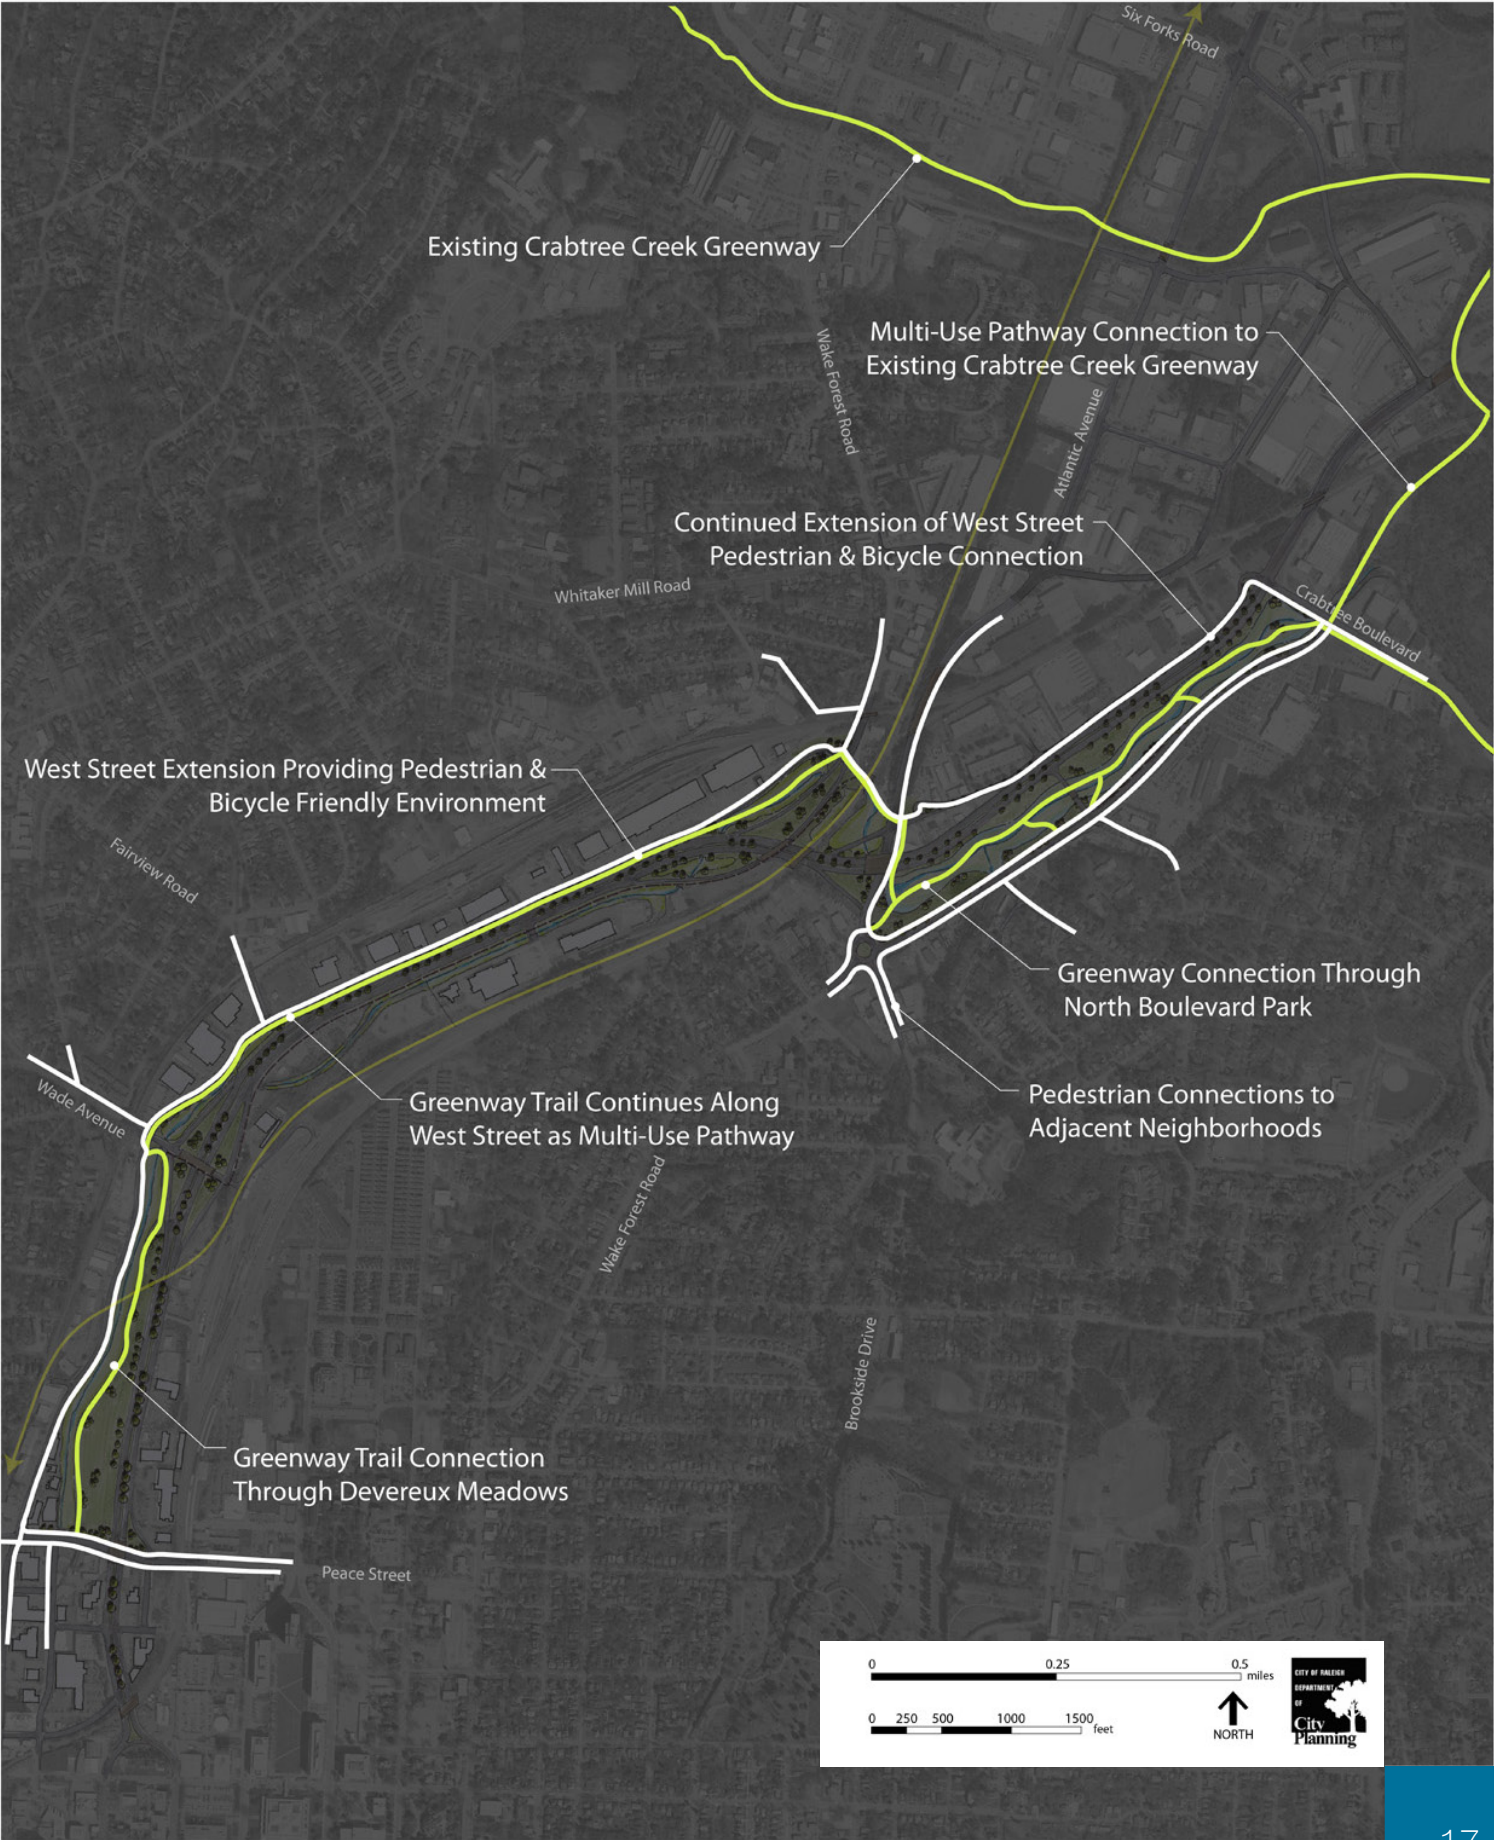 Six Forks Road
Existing Crabtree Creek Greenway
Multi-Use Pathway Connection to
Existing Crabtree Creek Greenway
Wake Forest Road
Atlantic Avenue
Continued Extension of West Street
Pedestrian & Bicycle Connection
Whitaker Mill Road
Crabtree Boulevard
West Street Extension Providing Pedestrian &
Bicycle Friendly Environment
Fairview Road
Greenway Connection Through
North Boulevard Park
Wade Avenue
Greenway Trail Continues Along
West Street as Multi-Use Pathway
Pedestrian Connections to
Adjacent Neighborhoods
Wake Forest Road
Brookside Drive
Greenway Trail Connection
Through Devereux Meadows
Peace Street
0 0.25 0.5
miles
0 250 500 1000 1500
feet
NORTH
CITY OF RALEIGH
DEPARTMENT
OF
City
Planning
17